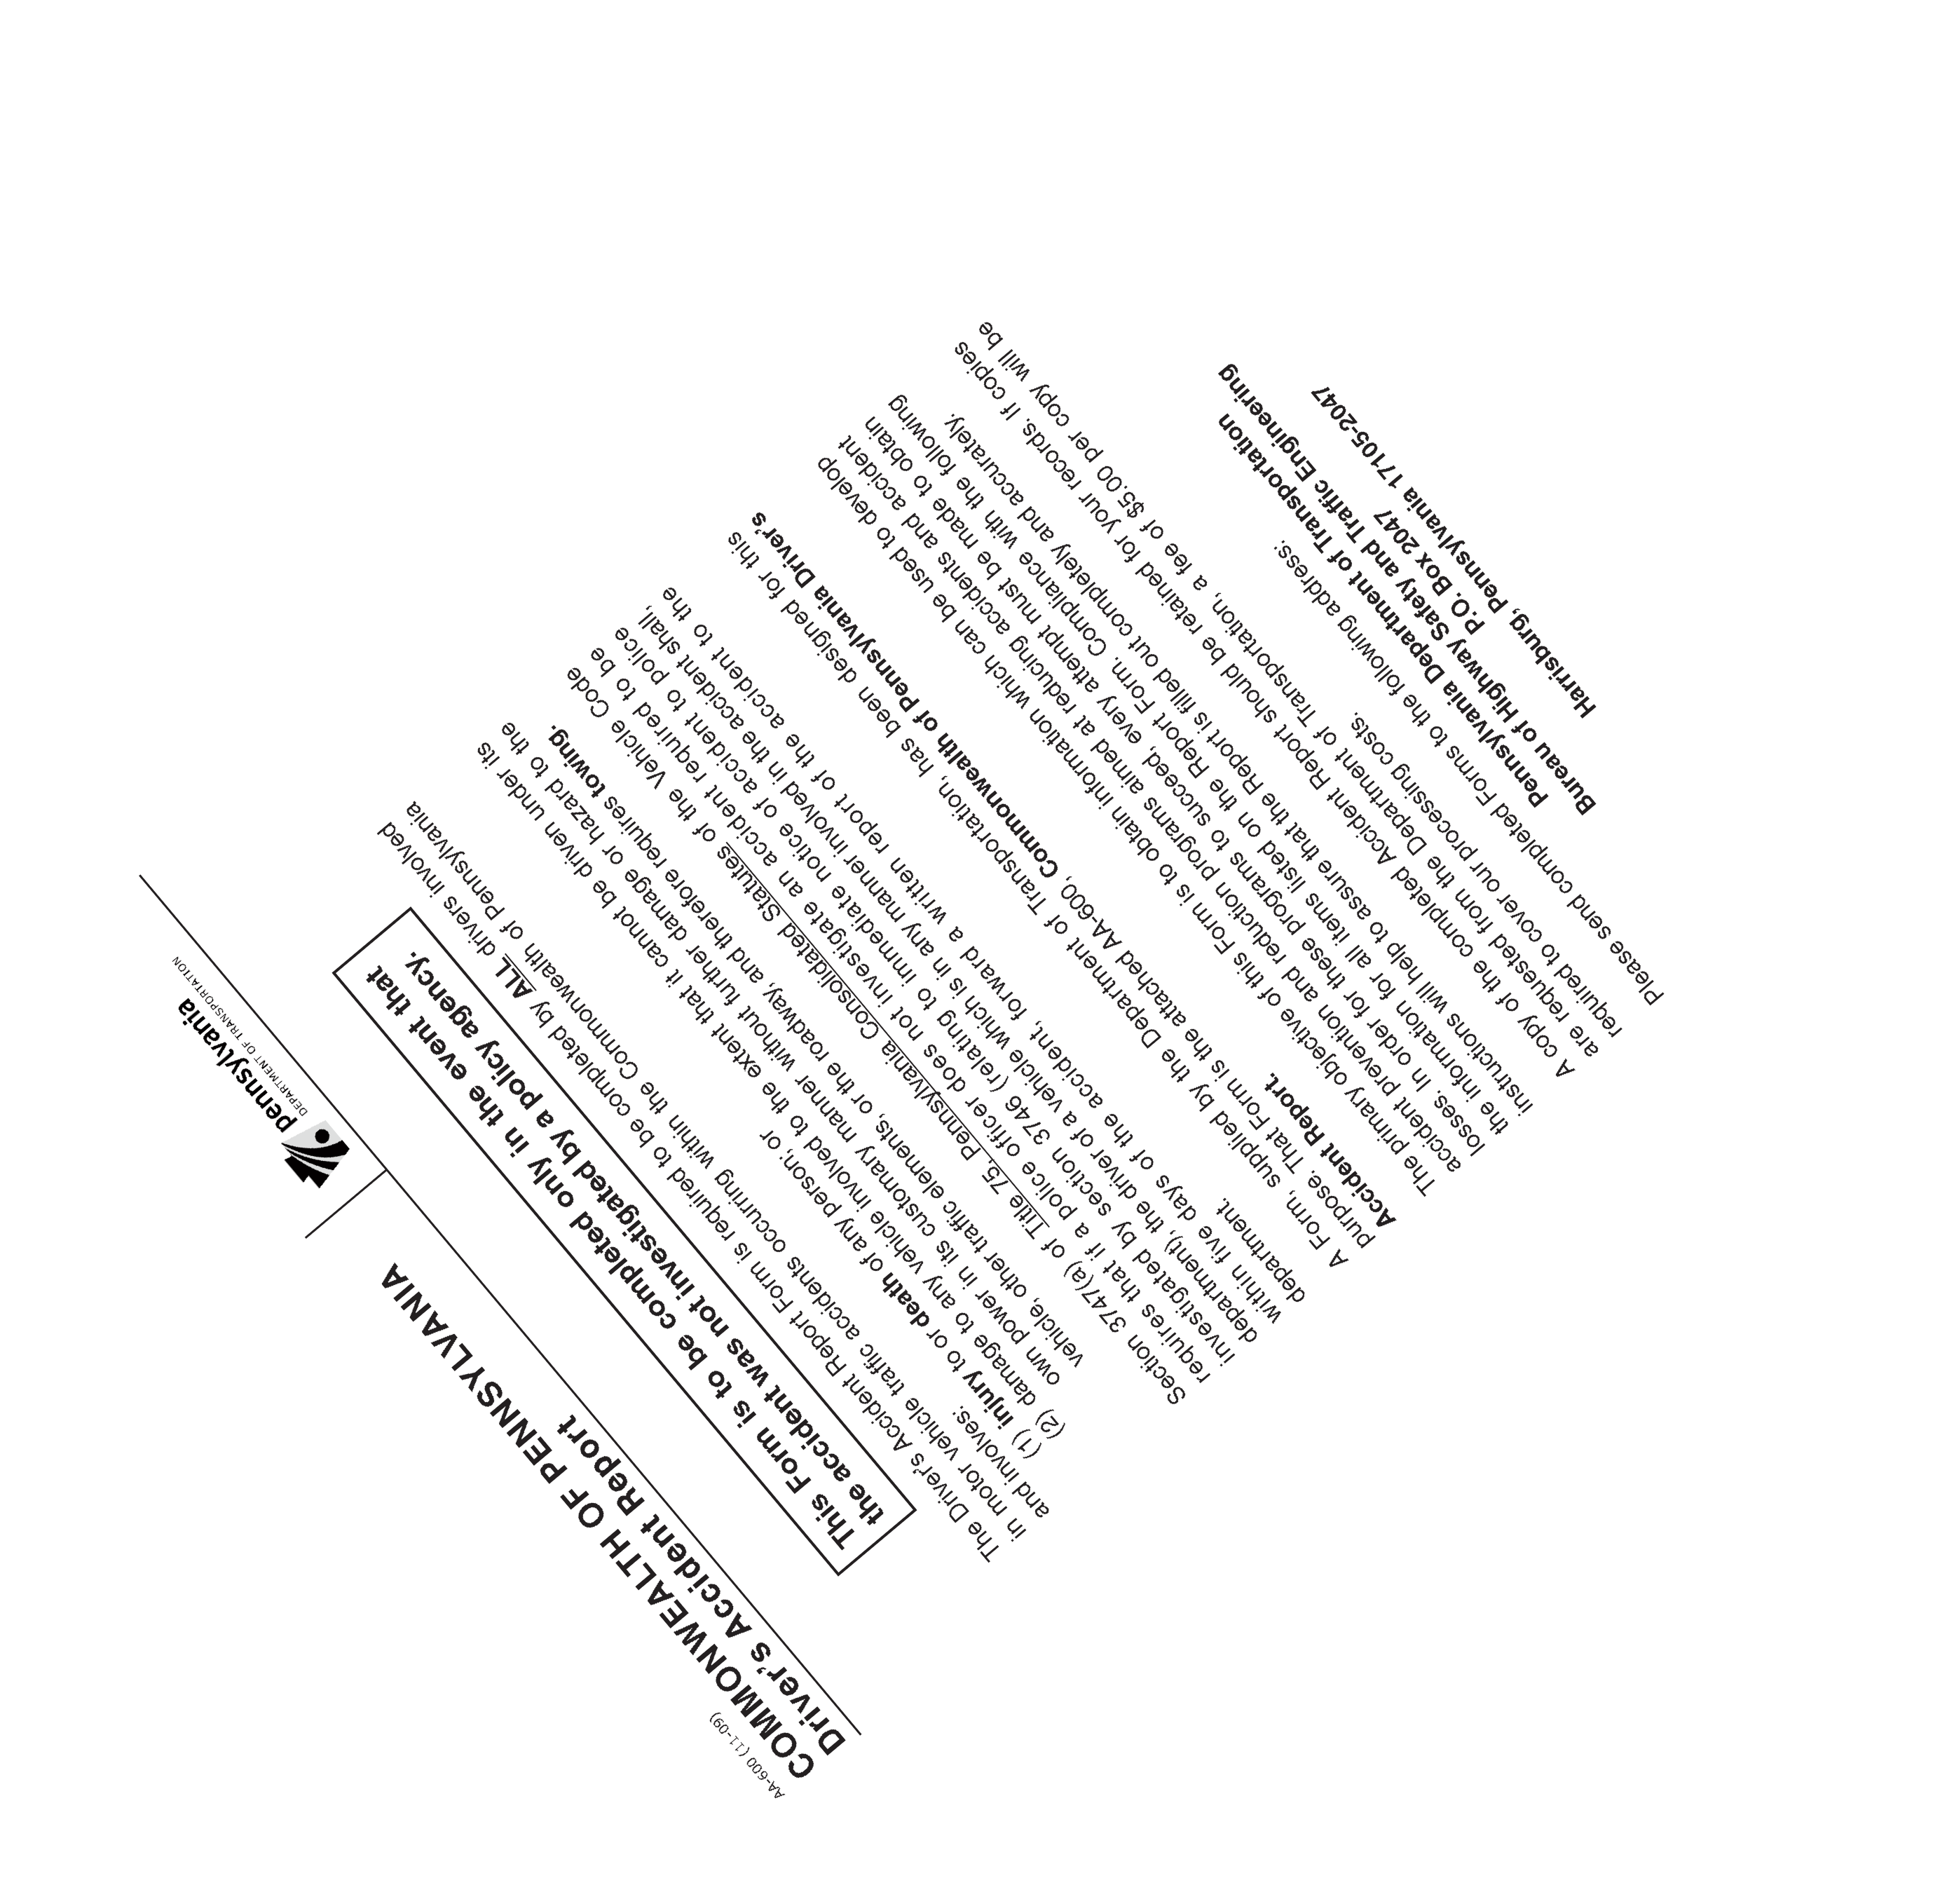 AA-600 (11-09)
COMMONWEALTH OF PENNSYLVANIA
Driver's Accident Report
pennsylvania
DEPARTMENT OF TRANSPORTATION
This Form is to be completed only in the event that
the accident was not investigated by a policy agency.
The Driver's Accident Report Form is required to be completed by ALL drivers involved
in motor vehicle traffic accidents occurring within the Commonwealth of Pennsylvania
and involves:
(1) injury to or death of any person; or
(2) damage to any vehicle involved to the extent that it cannot be driven under its
own power in its customary manner without further damage or hazard to the
vehicle, other traffic elements, or the roadway, and therefore requires towing.
Section 3747(a) of Title 75, Pennsylvania Consolidated Statutes of the Vehicle Code
requires that if a police officer does not investigate an accident required to be
investigated by section 3746 (relating to immediate notice of accident to police
department), the driver of a vehicle which is in any manner involved in the accident shall,
within five days of the accident, forward a written report of the accident to the
department.
A Form, supplied by the Department of Transportation, has been designed for this
purpose. That Form is the attached AA-600, Commonwealth of Pennsylvania Driver's
Accident Report.
The primary objective of this Form is to obtain information which can be used to develop
accident prevention and reduction programs aimed at reducing accidents and accident
losses. In order for these programs to succeed, every attempt must be made to obtain
the information for all items listed on the Report Form. Compliance with the following
instructions will help to assure that the Report is filled out completely and accurately.
A copy of the completed Accident Report should be retained for your records. If copies
are requested from the Department of Transportation, a fee of $5.00 per copy will be
required to cover our processing costs.
Please send completed Forms to the following address:
Pennsylvania Department of Transportation
Bureau of Highway Safety and Traffic Engineering
P.O. Box 2047
Harrisburg, Pennsylvania 17105-2047